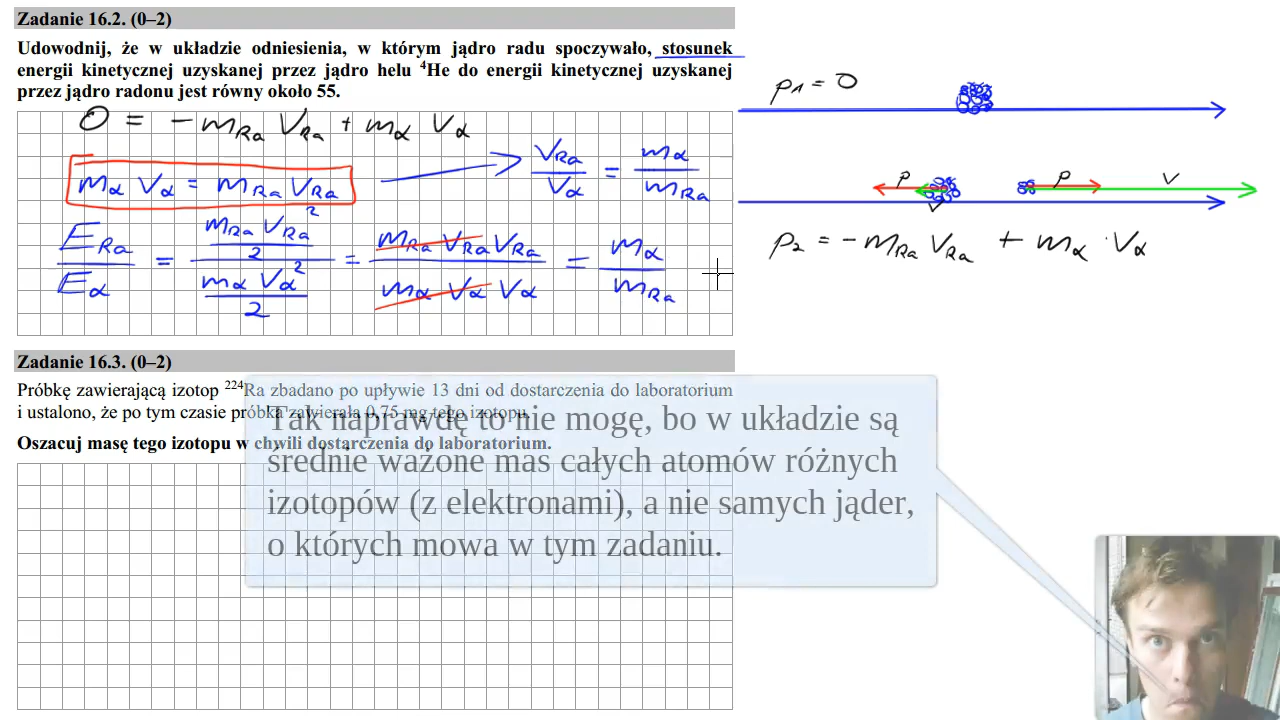 Zadanie 16.2. (0–2)
Udowodnij, że w układzie odniesienia, w którym jądro radu spoczywało, stosunek
energii kinetycznej uzyskanej przez jądro helu ⁴He do energii kinetycznej uzyskanej
przez jądro radonu jest równy około 55.
0 = -m_Ra V_Ra + m_α V_α
m_α V_α = m_Ra V_Ra → V_Ra/V_α = m_α/m_Ra
E_Ra/E_α = (m_Ra V_Ra²/2)/(m_α V_α²/2) = (m_Ra V_Ra V_Ra)/(m_α V_α V_α) = m_α/m_Ra
p₁ = 0
p p v
v
p₂ = -m_Ra V_Ra + m_α · V_α
Zadanie 16.3. (0–2)
Próbkę zawierającą izotop ²²⁴Ra zbadano po upływie 13 dni od dostarczenia do laboratorium
i ustalono, że po tym czasie próbka zawierała 0,75 mg tego izotopu.
Oszacuj masę tego izotopu w chwili dostarczenia do laboratorium.
Tak naprawdę to nie mogę, bo w układzie są
średnie ważone mas całych atomów różnych
izotopów (z elektronami), a nie samych jąder,
o których mowa w tym zadaniu.